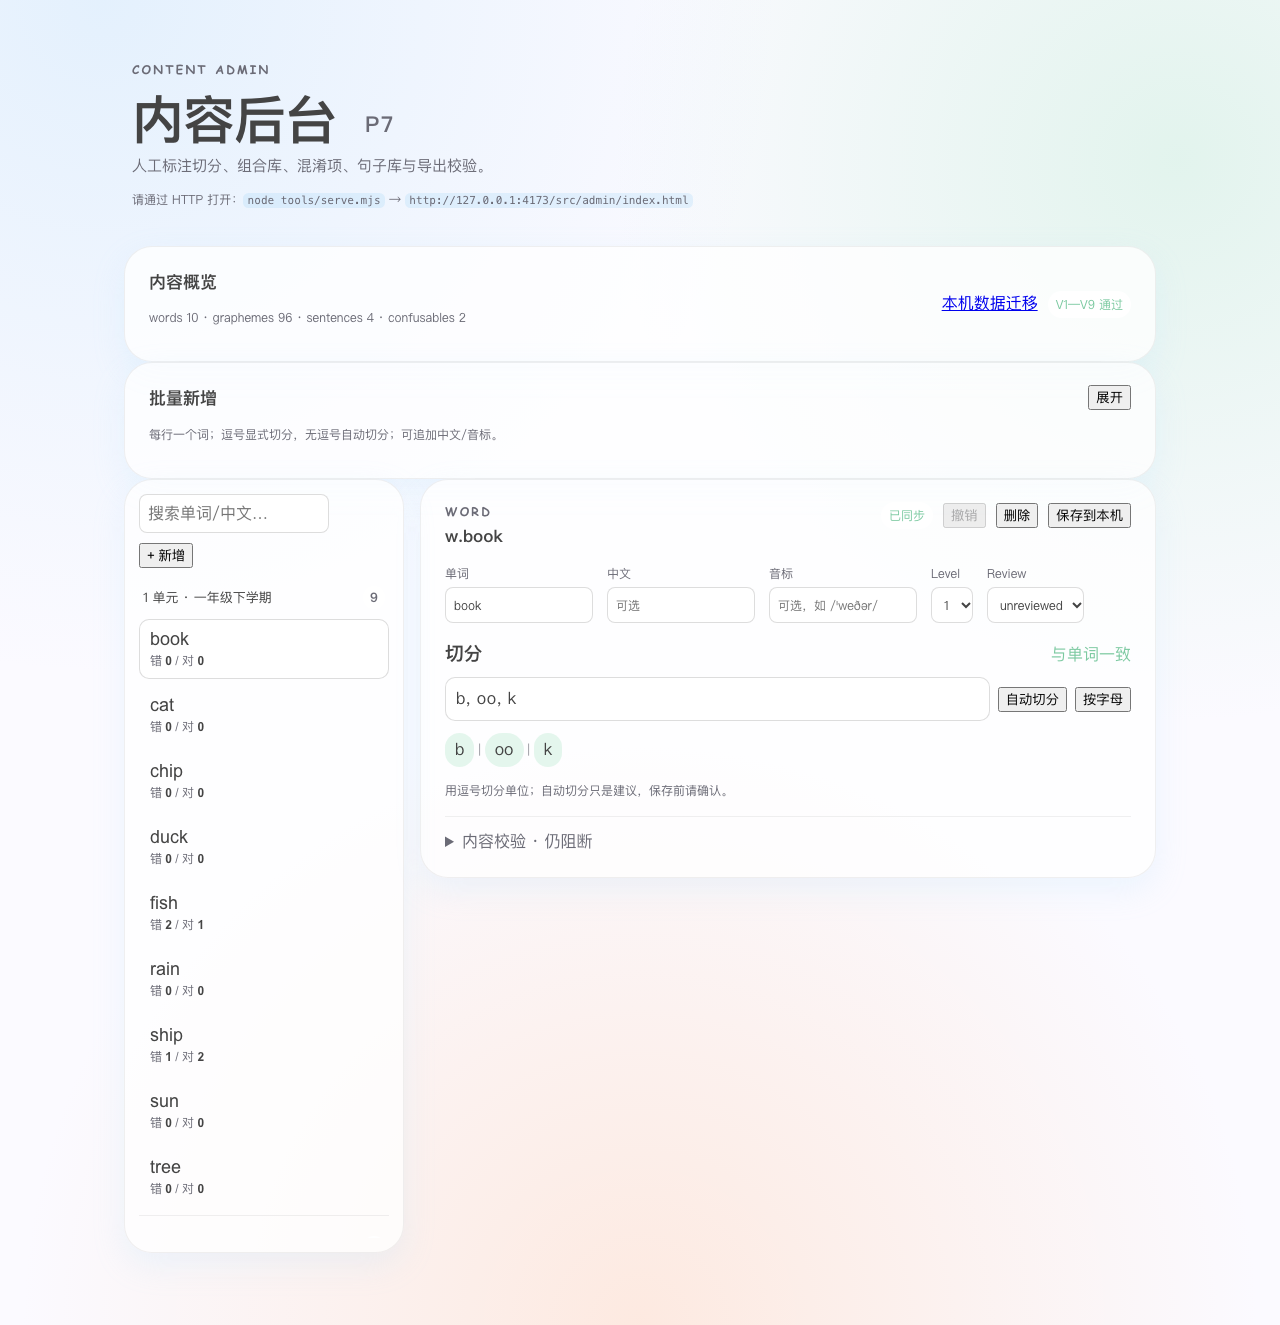 CONTENT ADMIN
内容后台 P7
人工标注切分、组合库、混淆项、句子库与导出校验。
请通过 HTTP 打开： node tools/serve.mjs → http://127.0.0.1:4173/src/admin/index.html
内容概览
words 10 · graphemes 96 · sentences 4 · confusables 2
本机数据迁移 V1—V9 通过
批量新增
展开
每行一个词；逗号显式切分，无逗号自动切分；可追加中文/音标。
搜索单词/中文...
+ 新增
1 单元 · 一年级下学期 9
book
错 0 / 对 0
cat
错 0 / 对 0
chip
错 0 / 对 0
duck
错 0 / 对 0
fish
错 2 / 对 1
rain
错 0 / 对 0
ship
错 1 / 对 2
sun
错 0 / 对 0
tree
错 0 / 对 0
WORD
w.book
已同步 撤销 删除 保存到本机
单词 中文 音标 Level Review
book 可选 可选，如 /ˈweðər/ 1 unreviewed
切分 与单词一致
b, oo, k 自动切分 按字母
b | oo | k
用逗号切分单位；自动切分只是建议，保存前请确认。
▶ 内容校验 · 仍阻断